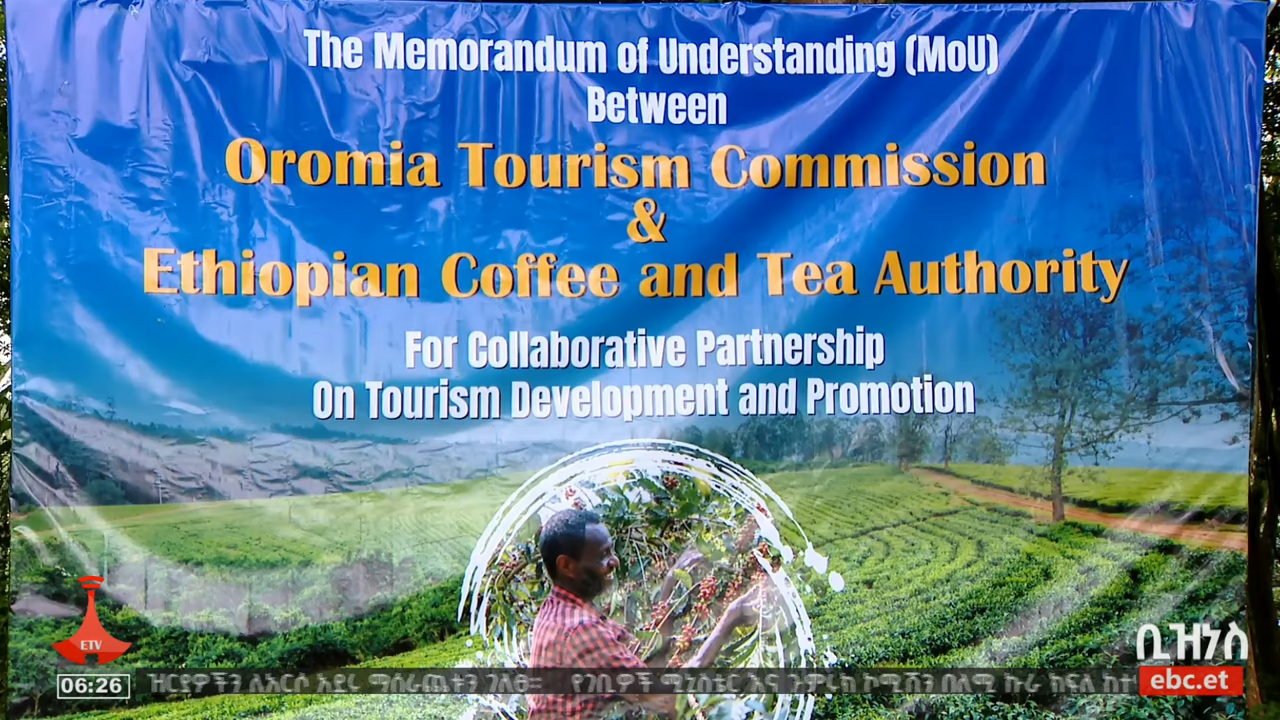 The Memorandum of Understanding (MoU)
Between
Oromia Tourism Commission
&
Ethiopian Coffee and Tea Authority
For Collaborative Partnership
On Tourism Development and Promotion
ETV
ቢዝነስ
06:26
ebc.et